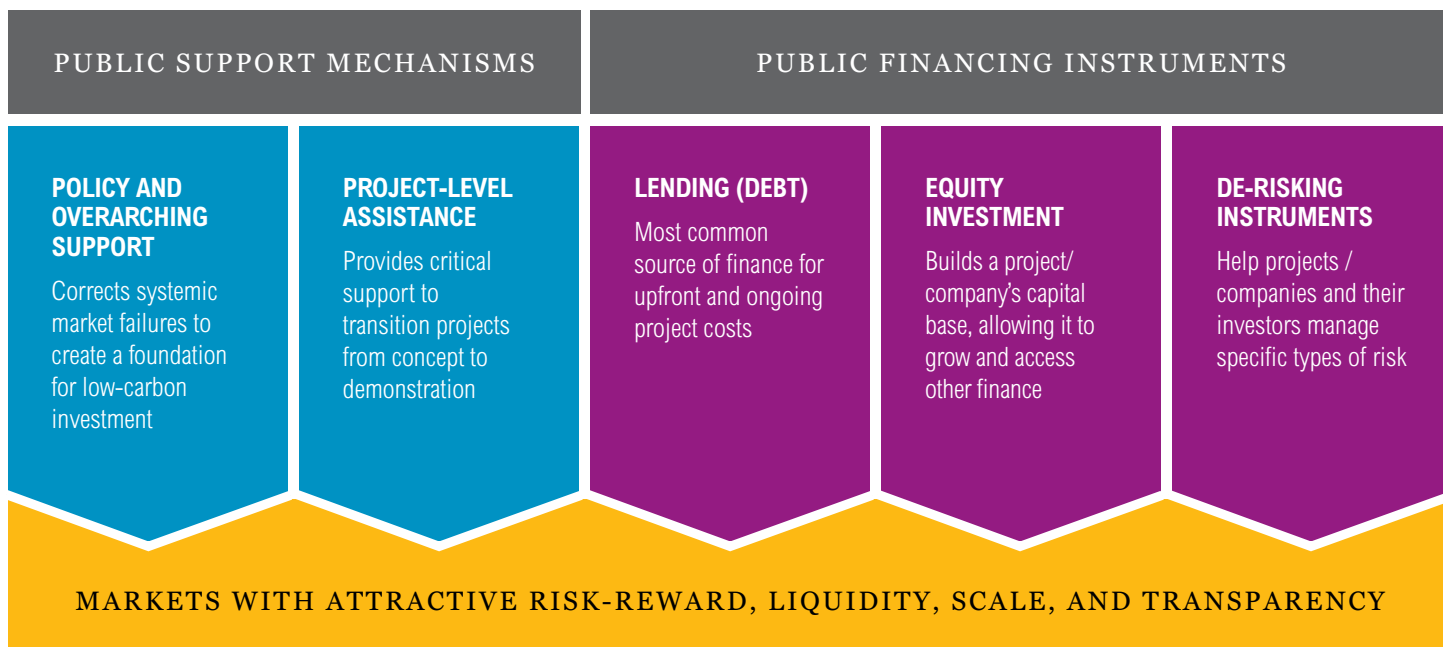 PUBLIC SUPPORT MECHANISMS
PUBLIC FINANCING INSTRUMENTS
POLICY AND
OVERARCHING
SUPPORT
Corrects systemic
market failures to
create a foundation
for low-carbon
investment
PROJECT-LEVEL
ASSISTANCE
Provides critical
support to
transition projects
from concept to
demonstration
LENDING (DEBT)
Most common
source of finance for
upfront and ongoing
project costs
EQUITY
INVESTMENT
Builds a project/
company's capital
base, allowing it to
grow and access
other finance
DE-RISKING
INSTRUMENTS
Help projects /
companies and their
investors manage
specific types of risk
MARKETS WITH ATTRACTIVE RISK-REWARD, LIQUIDITY, SCALE, AND TRANSPARENCY